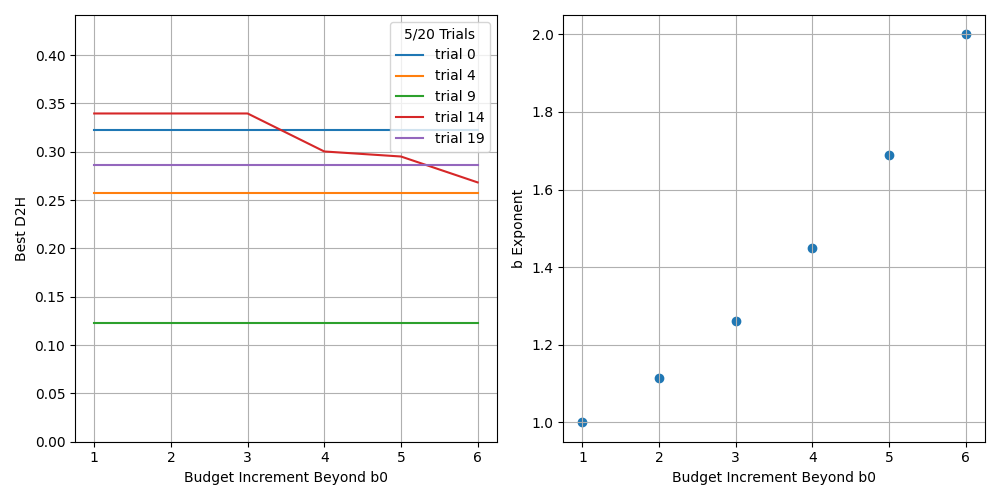 5/20 Trials
trial 0
trial 4
trial 9
trial 14
trial 19
0.40
0.35
0.30
0.25
0.20
0.15
0.10
0.05
0.00
Best D2H
1 2 3 4 5 6
Budget Increment Beyond b0
2.0
1.8
1.6
1.4
1.2
1.0
b Exponent
1 2 3 4 5 6
Budget Increment Beyond b0